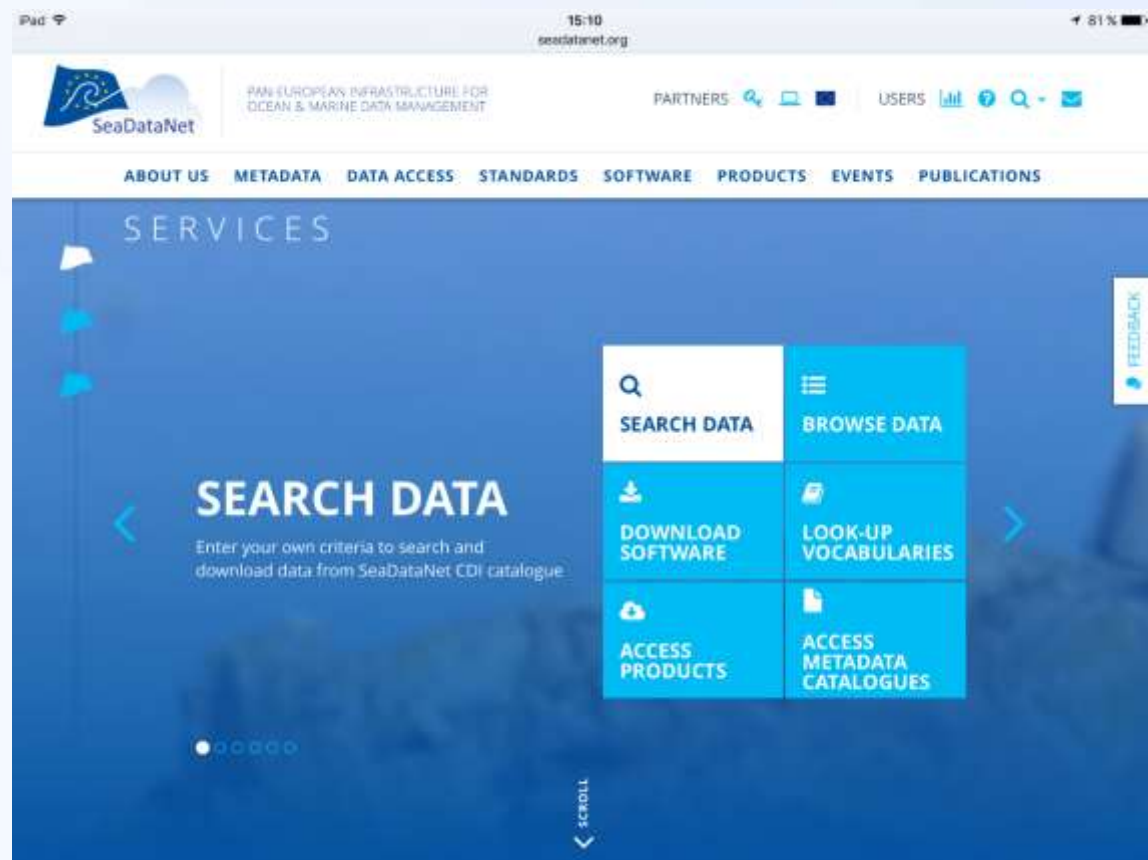 iPad
15:10
81 %
seadatanet.org
SeaDataNet
PAN-EUROPEAN INFRASTRUCTURE FOR
OCEAN & MARINE DATA MANAGEMENT
PARTNERS
USERS
ABOUT US METADATA DATA ACCESS STANDARDS SOFTWARE PRODUCTS EVENTS PUBLICATIONS
SERVICES
FEEDBACK
SEARCH DATA
BROWSE DATA
SEARCH DATA
Enter your own criteria to search and
download data from SeaDataNet CDI catalogue
DOWNLOAD
SOFTWARE
LOOK-UP
VOCABULARIES
ACCESS
PRODUCTS
ACCESS
METADATA
CATALOGUES
SCROLL